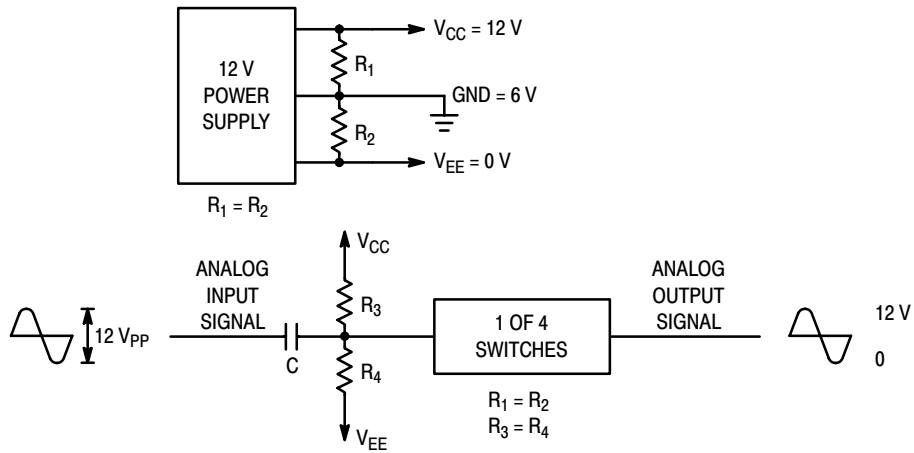 V_CC = 12 V
12 V
POWER
SUPPLY
R_1
GND = 6 V
R_2
V_EE = 0 V
R_1 = R_2
V_CC
ANALOG
INPUT
SIGNAL
ANALOG
OUTPUT
SIGNAL
R_3
12 V
12 V_PP
1 OF 4
SWITCHES
C
R_4
0
R_1 = R_2
R_3 = R_4
V_EE